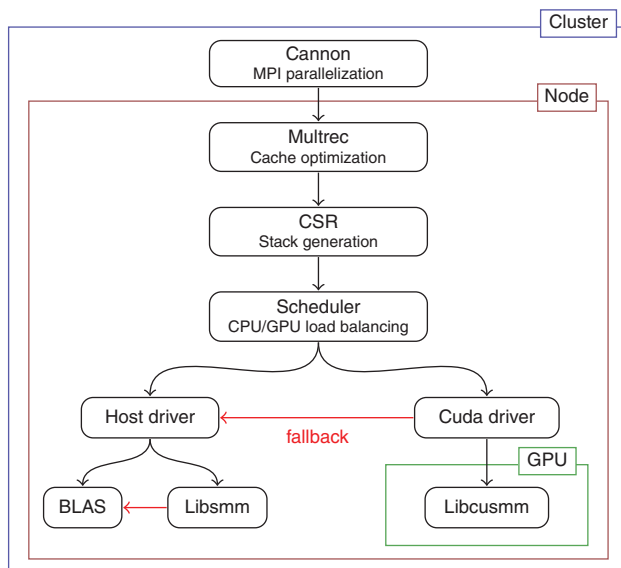 Cluster
Cannon
MPI parallelization
Node
Multrec
Cache optimization
CSR
Stack generation
Scheduler
CPU/GPU load balancing
Host driver
Cuda driver
fallback
GPU
BLAS
Libsmm
Libcusmm